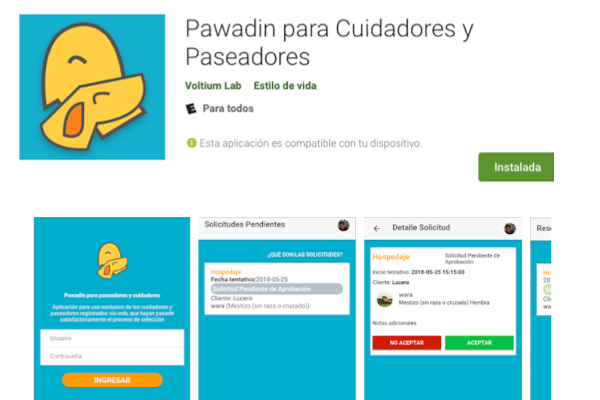 Pawadin para Cuidadores y
Paseadores
Voltium Lab Estilo de vida
E Para todos
Esta aplicación es compatible con tu dispositivo.
Instalada
Pawadin para paseadores y cuidadores
Aplicación para uso exclusivo de los cuidadores y
paseadores registrados vía web, que hayan pasado
satisfactoriamente el proceso de selección
Usuario
Contraseña
INGRESAR
Solicitudes Pendientes
¿QUÉ SON LAS SOLICITUDES?
Hospedaje
Fecha tentativa:2018-05-25
Solicitud Pendiente de Aprobación
Cliente: Lucero
wara (Mestizo (sin raza o cruzado))
Detalle Solicitud
Hospedaje
Solicitud Pendiente de
Aprobación
Inicio tentativo: 2018-05-25 15:15:00
Cliente: Lucero
wara
Mestizo (sin raza o cruzado) Hembra
Notas adicionales
NO ACEPTAR
ACEPTAR
Res
Ho
20
Clie
wa